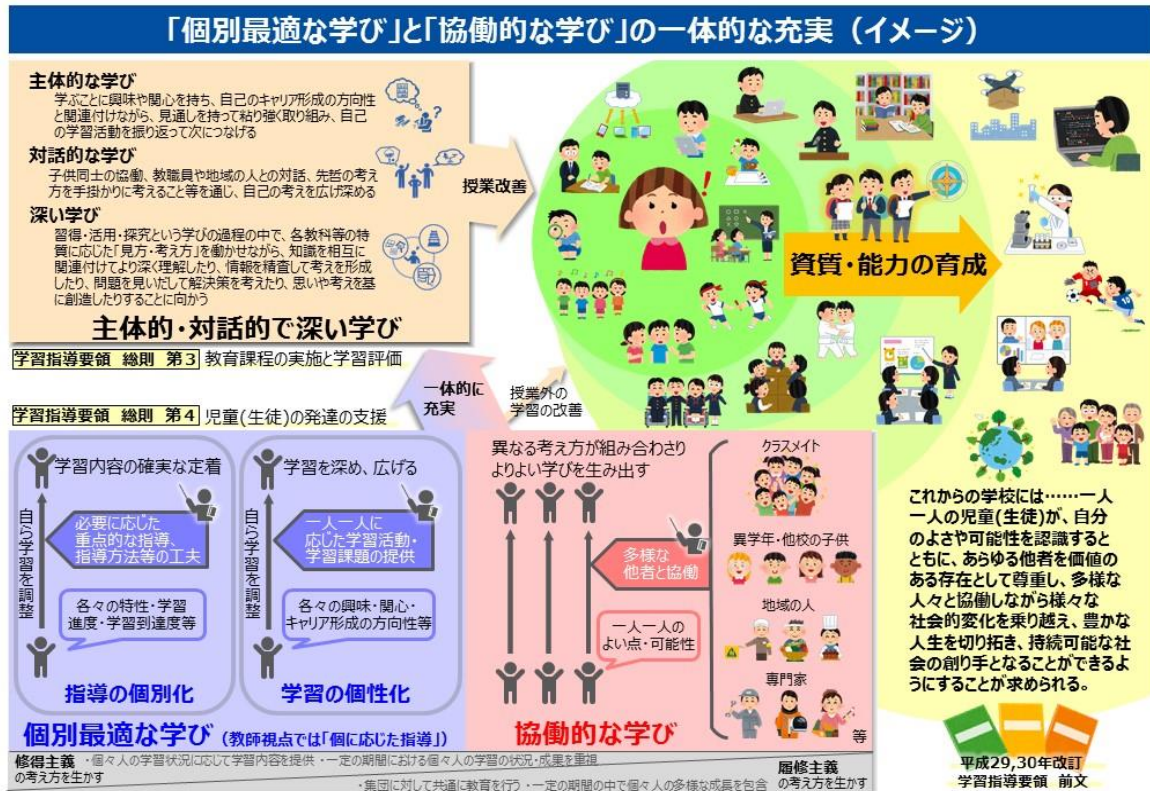 「個別最適な学び」と「協働的な学び」の一体的な充実（イメージ）
主体的な学び
学ぶことに興味や関心を持ち、自己のキャリア形成の方向性
と関連付けながら、見通しを持って粘り強く取り組み、自己
の学習活動を振り返って次につなげる
対話的な学び
子供同士の協働、教職員や地域の人との対話、先哲の考え
方を手掛かりに考えること等を通じ、自己の考えを広げ深める
深い学び
習得・活用・探究という学びの過程の中で、各教科等の特
質に応じた「見方・考え方」を働かせながら、知識を相互に
関連付けてより深く理解したり、情報を精査して考えを形成
したり、問題を見いだして解決策を考えたり、思いや考えを基
に創造したりすることに向かう
主体的・対話的で深い学び
授業改善
資質・能力の育成
学習指導要領 総則 第3 教育課程の実施と学習評価
一体的に
充実
授業外の
学習の改善
学習指導要領 総則 第4 児童(生徒)の発達の支援
学習内容の確実な定着
自ら学習を調整
必要に応じた
重点的な指導、
指導方法等の工夫
各々の特性・学習
進度・学習到達度等
指導の個別化
学習を深め、広げる
自ら学習を調整
一人一人に
応じた学習活動・
学習課題の提供
各々の興味・関心・
キャリア形成の方向性等
学習の個性化
個別最適な学び（教師視点では「個に応じた指導」）
異なる考え方が組み合わさり
よりよい学びを生み出す
多様な
他者と協働
一人一人の
よい点・可能性
協働的な学び
クラスメイト
異学年・他校の子供
地域の人
専門家
等
修得主義
の考え方を生かす
・個々人の学習状況に応じて学習内容を提供 ・一定の期間における個々人の学習の状況・成果を重視
履修主義
の考え方を生かす
・集団に対して共通に教育を行う ・一定の期間の中で個々人の多様な成長を包含
これからの学校には……一人
一人の児童(生徒)が、自分
のよさや可能性を認識すると
ともに、あらゆる他者を価値の
ある存在として尊重し、多様な
人々と協働しながら様々な
社会的変化を乗り越え、豊かな
人生を切り拓き、持続可能な社
会の創り手となることができるよ
うにすることが求められる。
平成29,30年改訂
学習指導要領 前文